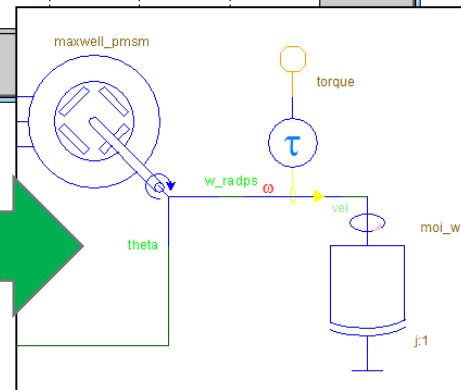 maxwell_pmsm
torque
τ
w_radps
ω
vel
moi_w
theta
j:1